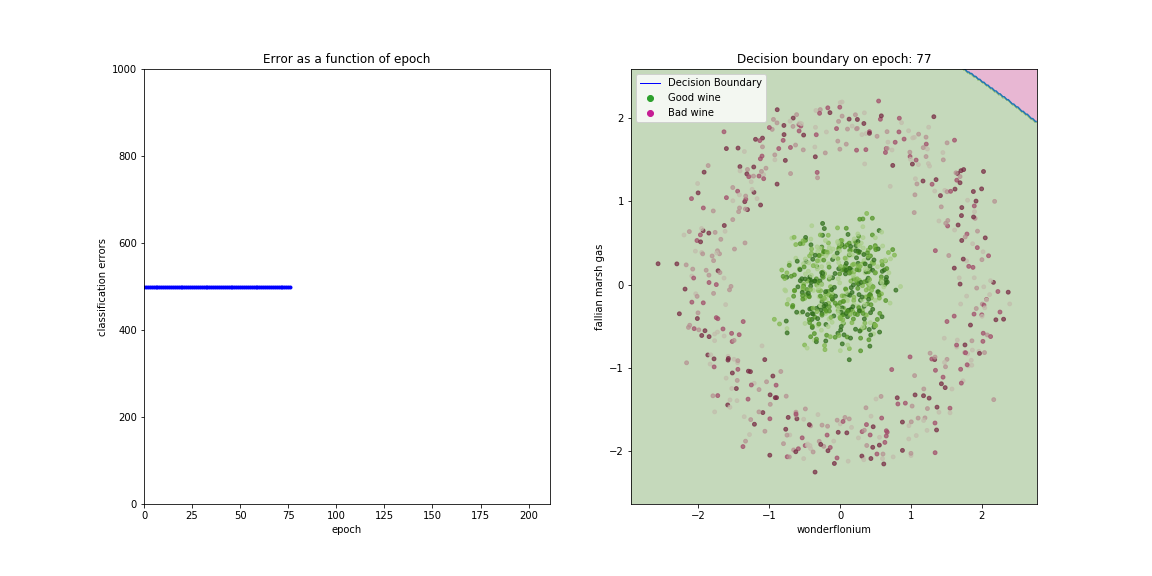 Error as a function of epoch
1000
800
600
400
200
0
classification errors
0 25 50 75 100 125 150 175 200
epoch
Decision boundary on epoch: 77
Decision Boundary
Good wine
Bad wine
2
1
0
−1
−2
fallian marsh gas
−2 −1 0 1 2
wonderflonium